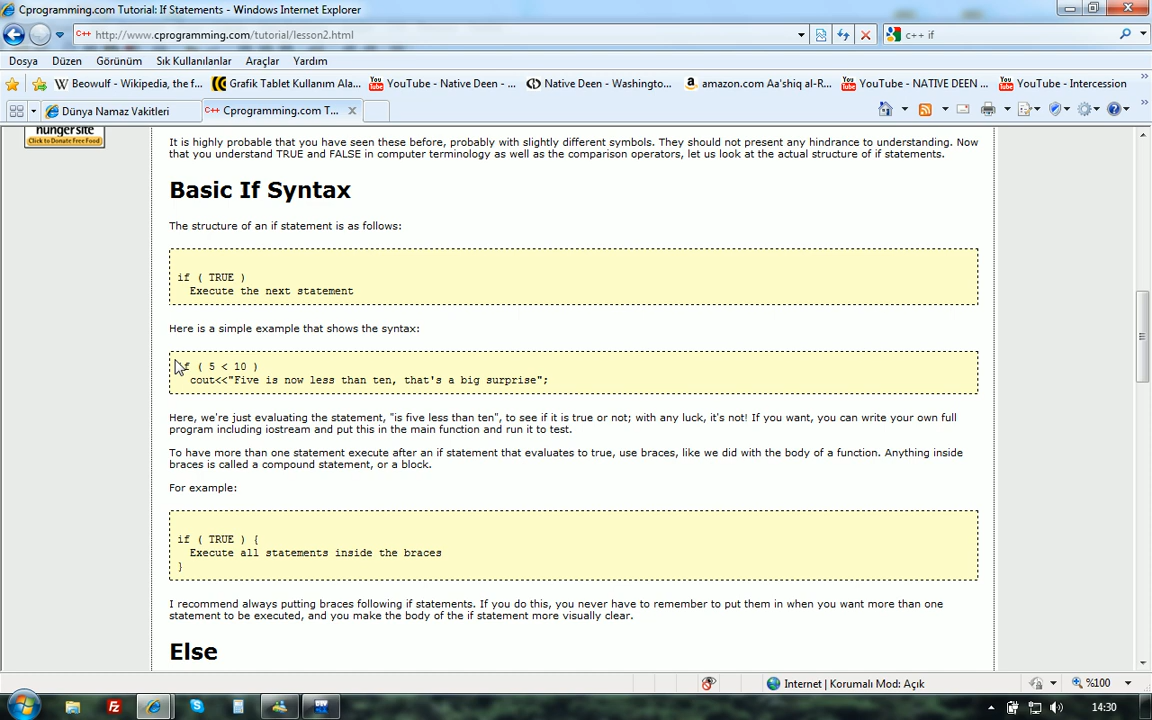 Cprogramming.com Tutorial: If Statements - Windows Internet Explorer
http://www.cprogramming.com/tutorial/lesson2.html
c++ if
Dosya Düzen Görünüm Sık Kullanılanlar Araçlar Yardım
Beowulf - Wikipedia, the f... Grafik Tablet Kullanım Ala... YouTube - Native Deen - ... Native Deen - Washingto... amazon.com Aa'shiq al-R... YouTube - NATIVE DEEN ... YouTube - Intercession
Dünya Namaz Vakitleri C++ Cprogramming.com T...
hungersite
Click to Donate Free Food
It is highly probable that you have seen these before, probably with slightly different symbols. They should not present any hindrance to understanding. Now
that you understand TRUE and FALSE in computer terminology as well as the comparison operators, let us look at the actual structure of if statements.
Basic If Syntax
The structure of an if statement is as follows:
if ( TRUE )
Execute the next statement
Here is a simple example that shows the syntax:
if ( 5 < 10 )
cout<<"Five is now less than ten, that's a big surprise";
Here, we're just evaluating the statement, "is five less than ten", to see if it is true or not; with any luck, it's not! If you want, you can write your own full
program including iostream and put this in the main function and run it to test.
To have more than one statement execute after an if statement that evaluates to true, use braces, like we did with the body of a function. Anything inside
braces is called a compound statement, or a block.
For example:
if ( TRUE ) {
Execute all statements inside the braces
}
I recommend always putting braces following if statements. If you do this, you never have to remember to put them in when you want more than one
statement to be executed, and you make the body of the if statement more visually clear.
Else
Internet | Korumalı Mod: Açık
%100
14:30